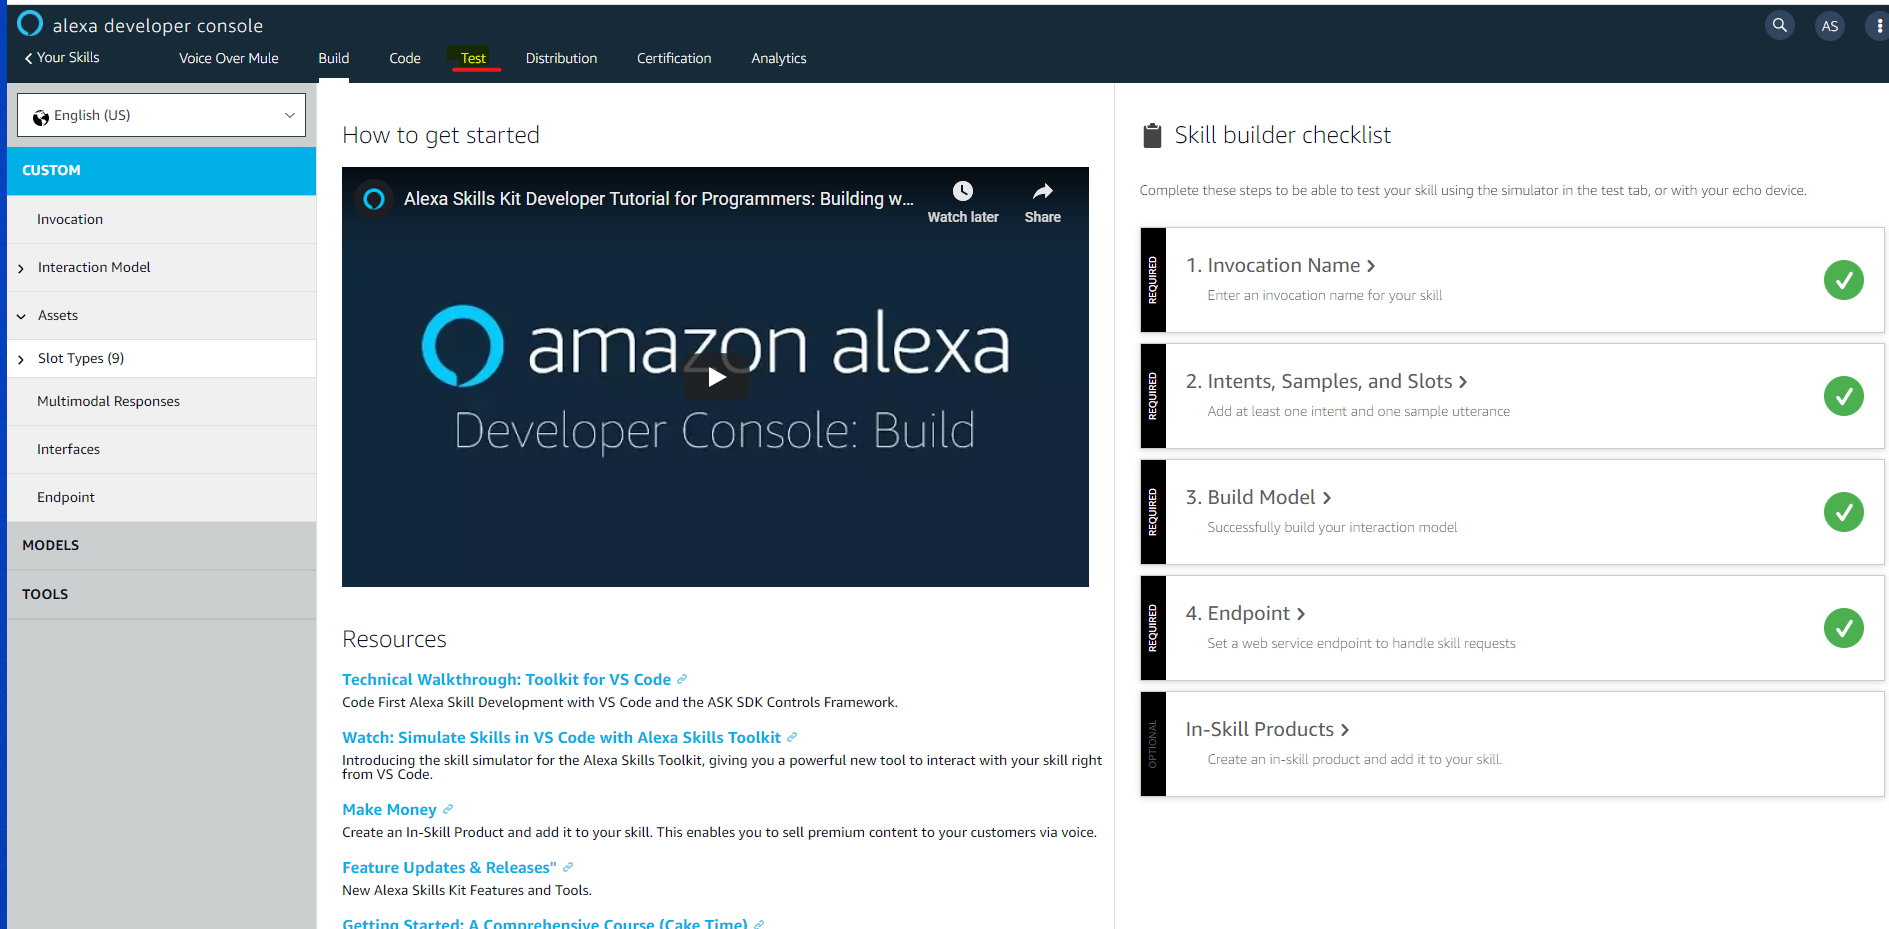 alexa developer console
AS
Your Skills
Voice Over Mule
Build
Code
Test
Distribution
Certification
Analytics
English (US)
CUSTOM
Invocation
Interaction Model
Assets
Slot Types (9)
Multimodal Responses
Interfaces
Endpoint
MODELS
TOOLS
How to get started
Alexa Skills Kit Developer Tutorial for Programmers: Building w...
Watch later
Share
amazon alexa
Developer Console: Build
Resources
Technical Walkthrough: Toolkit for VS Code
Code First Alexa Skill Development with VS Code and the ASK SDK Controls Framework.
Watch: Simulate Skills in VS Code with Alexa Skills Toolkit
Introducing the skill simulator for the Alexa Skills Toolkit, giving you a powerful new tool to interact with your skill right
from VS Code.
Make Money
Create an In-Skill Product and add it to your skill. This enables you to sell premium content to your customers via voice.
Feature Updates & Releases"
New Alexa Skills Kit Features and Tools.
Getting Started: A Comprehensive Course (Cake Time)
Skill builder checklist
Complete these steps to be able to test your skill using the simulator in the test tab, or with your echo device.
REQUIRED
1. Invocation Name
Enter an invocation name for your skill
REQUIRED
2. Intents, Samples, and Slots
Add at least one intent and one sample utterance
REQUIRED
3. Build Model
Successfully build your interaction model
REQUIRED
4. Endpoint
Set a web service endpoint to handle skill requests
OPTIONAL
In-Skill Products
Create an in-skill product and add it to your skill.